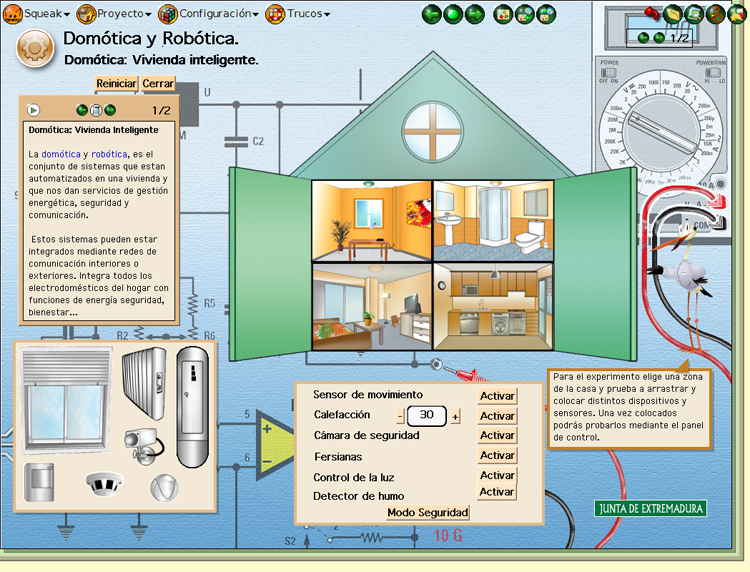 Squeak
Proyecto
Configuración
Trucos
Domótica y Robótica.
Domótica: Vivienda inteligente.
Reiniciar
Cerrar
1/2
Domótica: Vivienda Inteligente
La domótica y robótica, es el
conjunto de sistemas que estan
automatizados en una vivienda y
que nos dan servicios de gestión
energética, seguridad y
comunicación.
Estos sistemas pueden estar
integrados mediante redes de
comunicación interiores o
exteriores. Integra todos los
electrodomésticos del hogar con
funciones de energía seguridad,
bienestar...
U
M
C2
R5
R2
R6
5
6
S2
2
10 G
1/2
POWER
OFF ON
HI LO
COM
Sensor de movimiento
Activar
Calefacción
- 30 +
Activar
Cámara de seguridad
Activar
Persianas
Activar
Control de la luz
Activar
Detector de humo
Activar
Modo Seguridad
Para el experimento elige una zona
de la casa y prueba a arrastrar y
colocar distintos dispositivos y
sensores. Una vez colocados
podrás probarlos mediante el panel
de control.
JUNTA DE EXTREMADURA